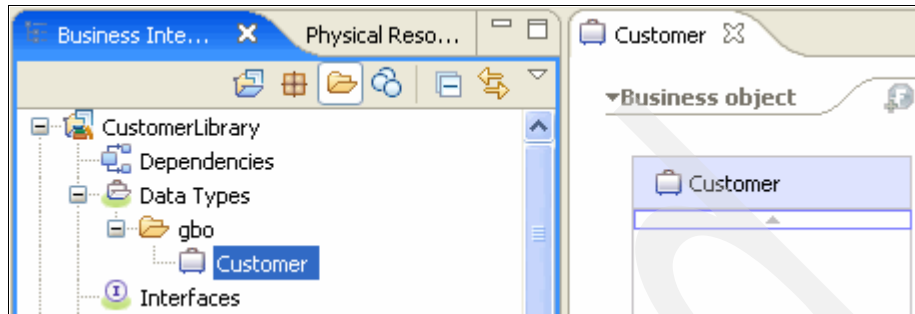 Business Inte...
Physical Reso...
CustomerLibrary
Dependencies
Data Types
gbo
Customer
Interfaces
Customer
Business object
Customer